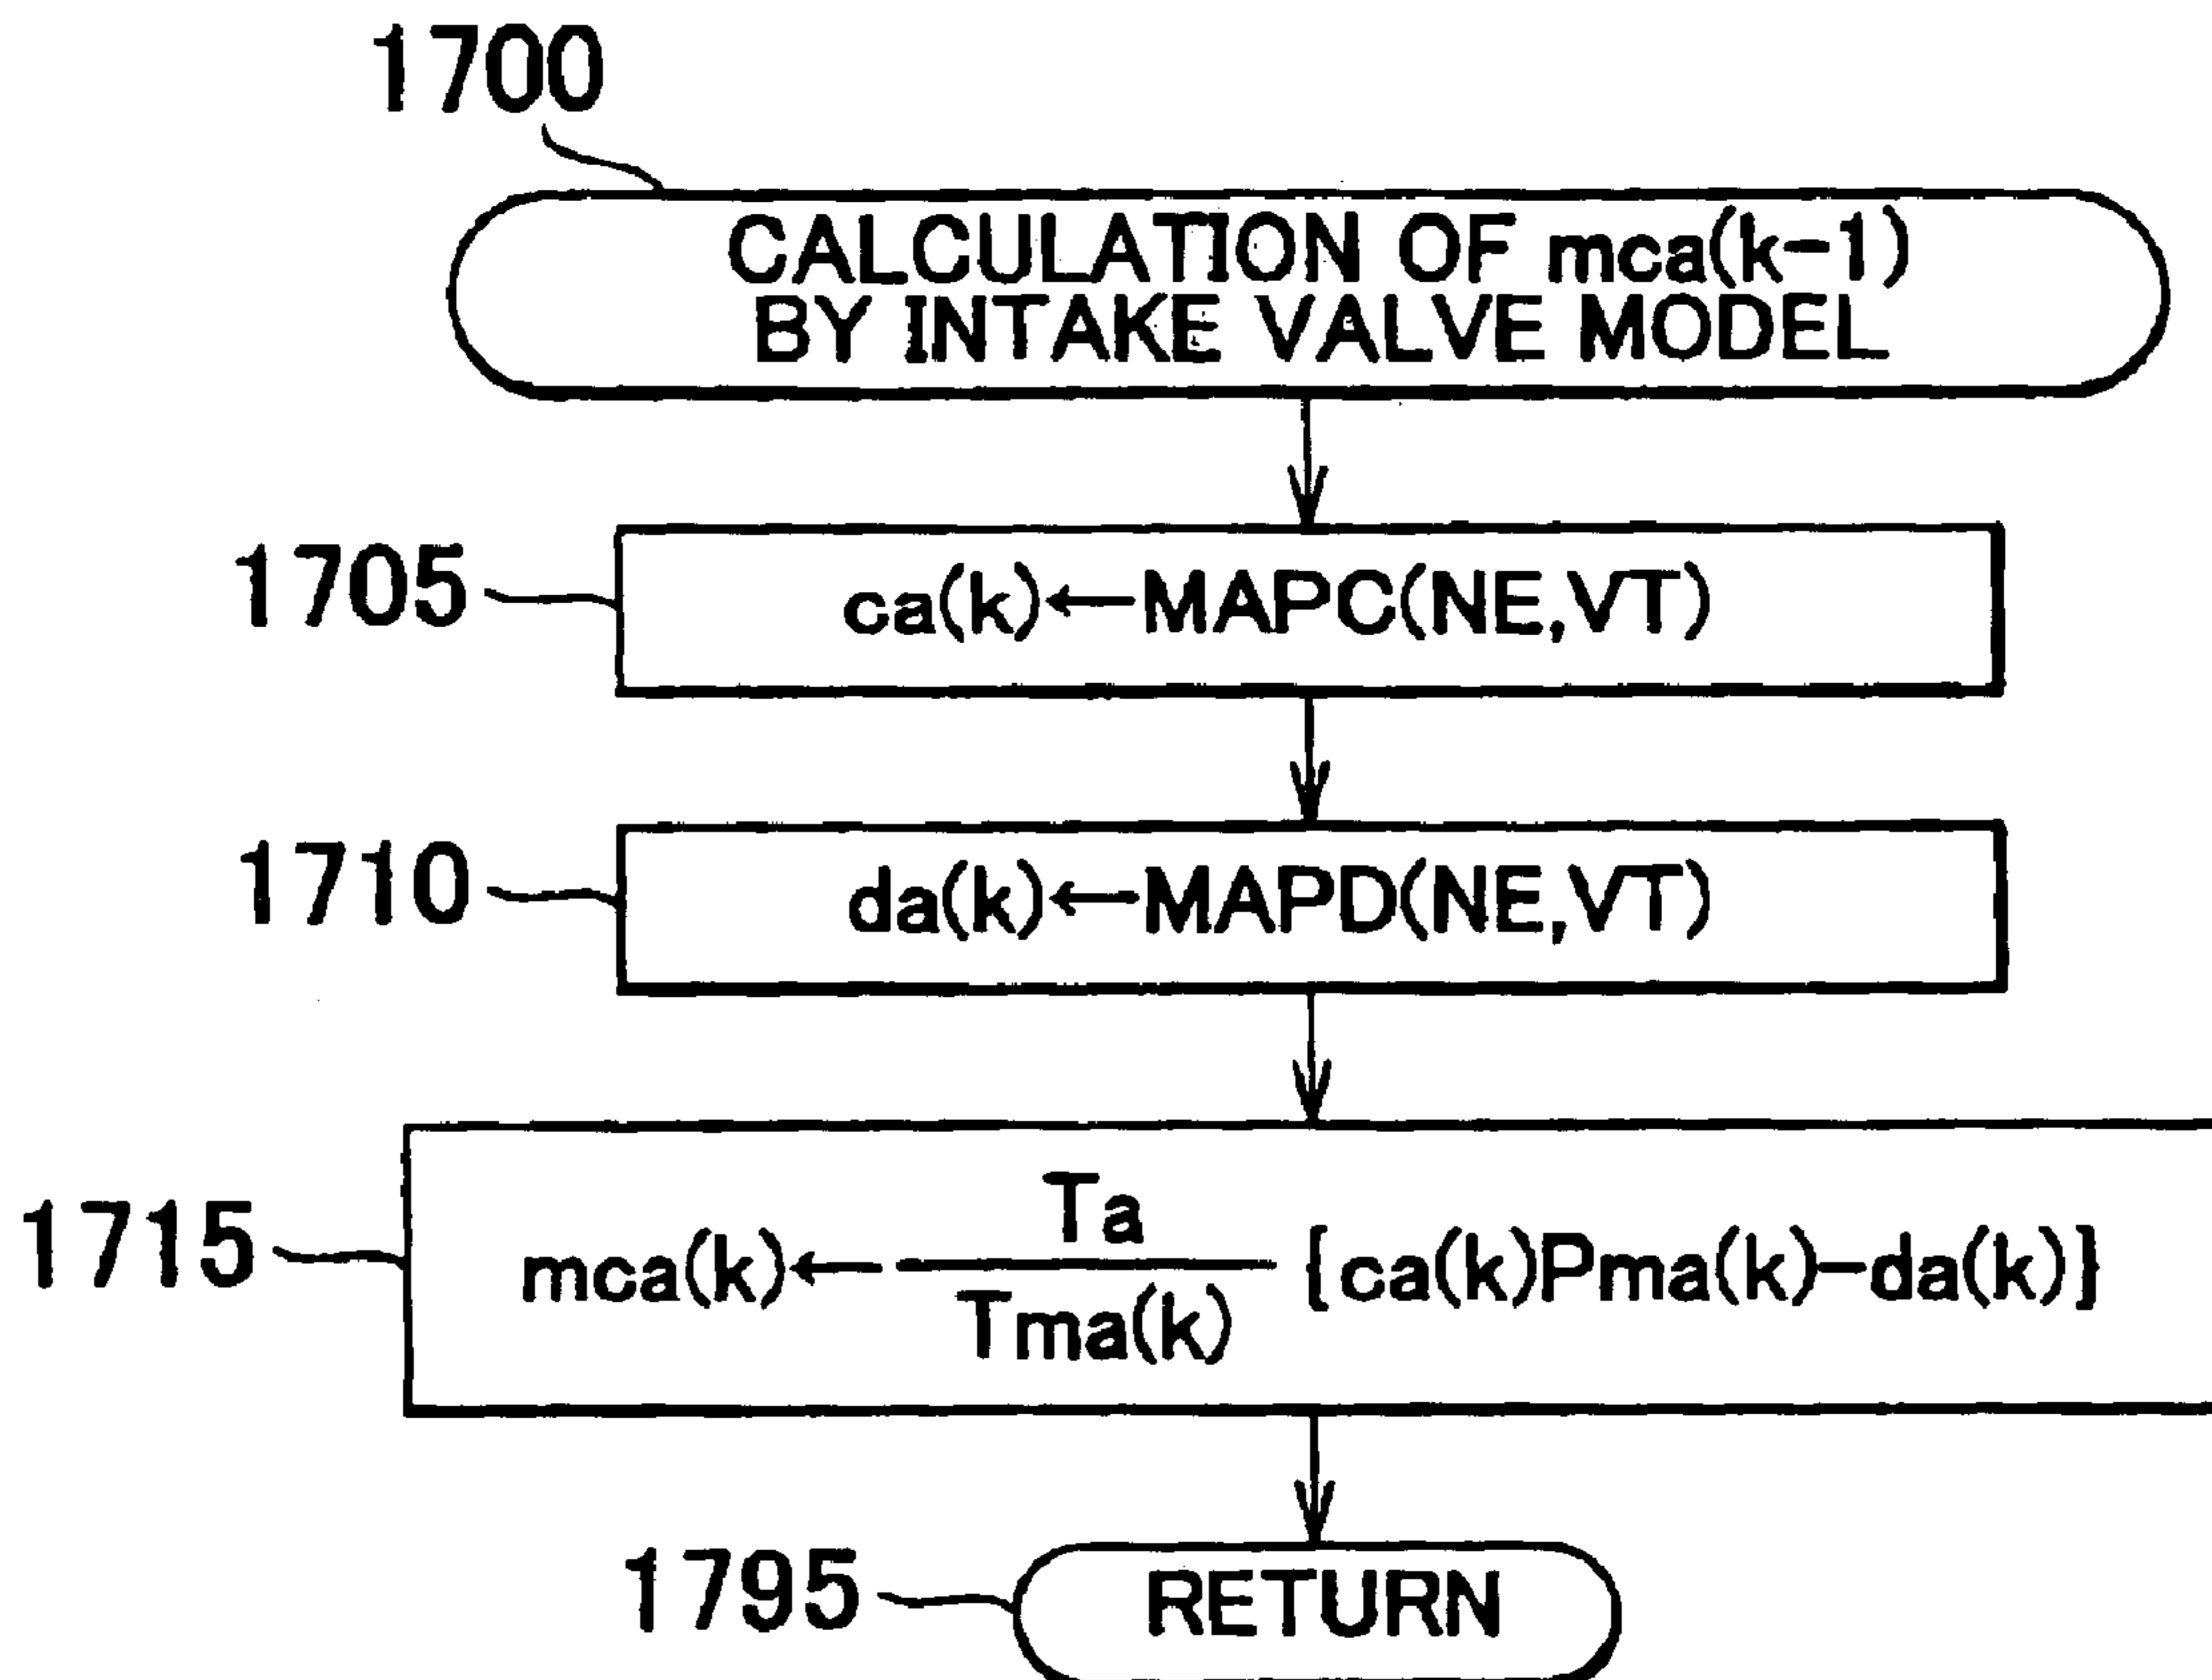 1700
CALCULATION OF mca(k-1)
BY INTAKE VALVE MODEL
1705
ca(k)←MAPC(NE,VT)
1710
da(k)←MAPD(NE,VT)
1715
Ta
mca(k)← {ca(k)Pma(k)-da(k)}
Tma(k)
1795
RETURN